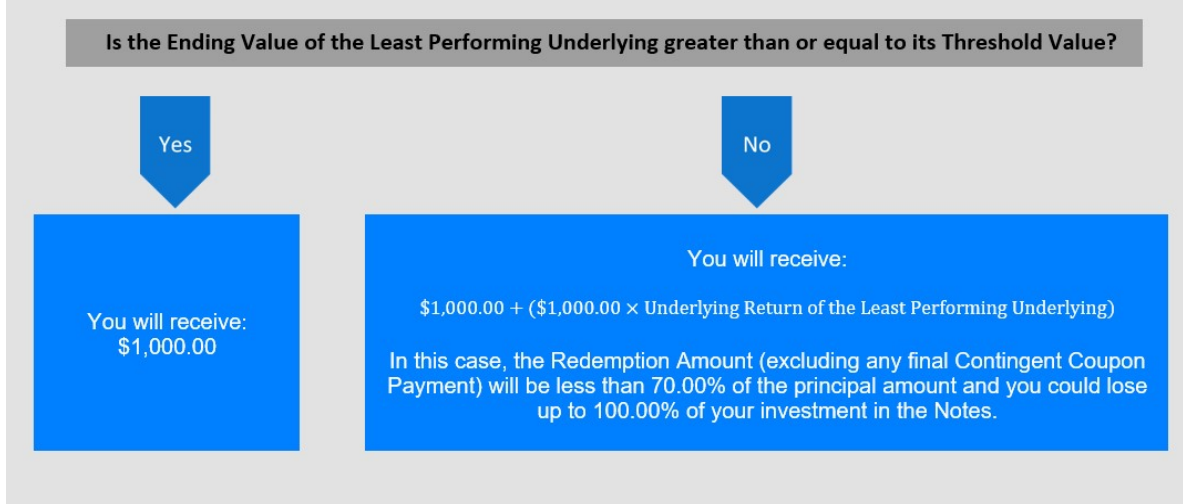 Is the Ending Value of the Least Performing Underlying greater than or equal to its Threshold Value?
Yes
No
You will receive:
$1,000.00
You will receive:
$1,000.00 + ($1,000.00 × Underlying Return of the Least Performing Underlying)
In this case, the Redemption Amount (excluding any final Contingent Coupon
Payment) will be less than 70.00% of the principal amount and you could lose
up to 100.00% of your investment in the Notes.